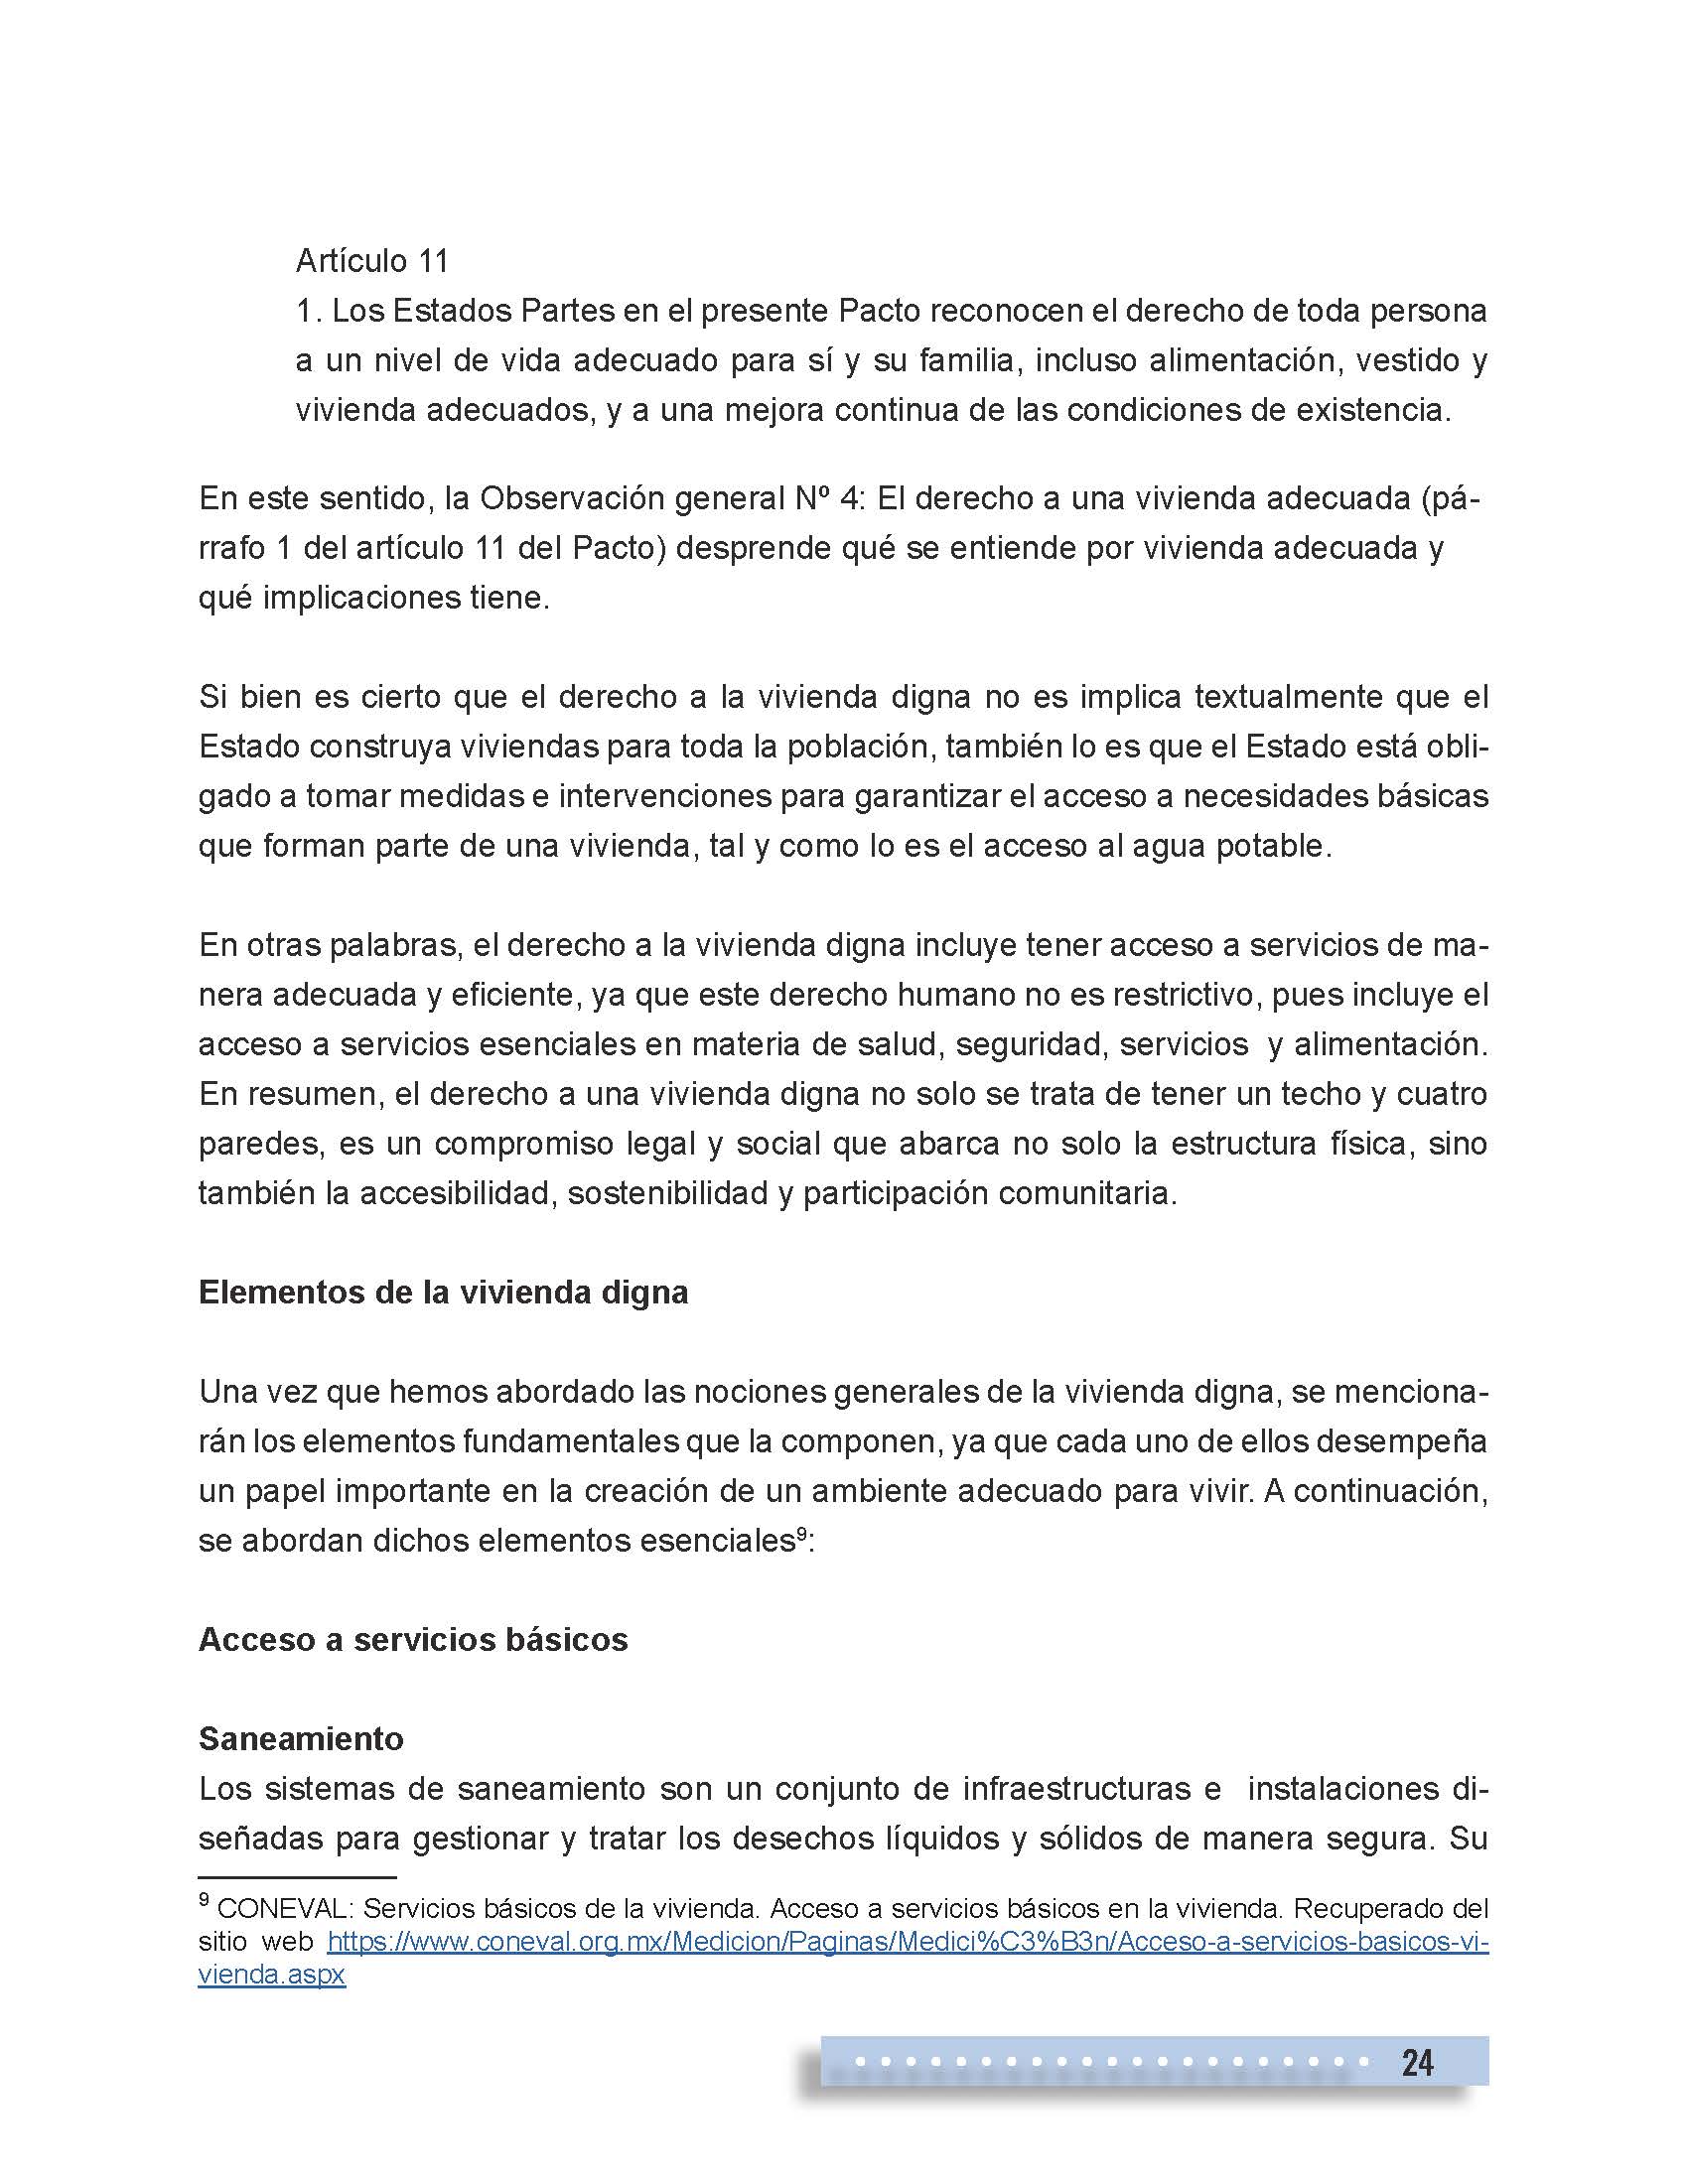 Artículo 11
1. Los Estados Partes en el presente Pacto reconocen el derecho de toda persona
a un nivel de vida adecuado para sí y su familia, incluso alimentación, vestido y
vivienda adecuados, y a una mejora continua de las condiciones de existencia.
En este sentido, la Observación general Nº 4: El derecho a una vivienda adecuada (pá-
rrafo 1 del artículo 11 del Pacto) desprende qué se entiende por vivienda adecuada y
qué implicaciones tiene.
Si bien es cierto que el derecho a la vivienda digna no es implica textualmente que el
Estado construya viviendas para toda la población, también lo es que el Estado está obli-
gado a tomar medidas e intervenciones para garantizar el acceso a necesidades básicas
que forman parte de una vivienda, tal y como lo es el acceso al agua potable.
En otras palabras, el derecho a la vivienda digna incluye tener acceso a servicios de ma-
nera adecuada y eficiente, ya que este derecho humano no es restrictivo, pues incluye el
acceso a servicios esenciales en materia de salud, seguridad, servicios  y alimentación.
En resumen, el derecho a una vivienda digna no solo se trata de tener un techo y cuatro
paredes, es un compromiso legal y social que abarca no solo la estructura física, sino
también la accesibilidad, sostenibilidad y participación comunitaria.
Elementos de la vivienda digna
Una vez que hemos abordado las nociones generales de la vivienda digna, se menciona-
rán los elementos fundamentales que la componen, ya que cada uno de ellos desempeña
un papel importante en la creación de un ambiente adecuado para vivir. A continuación,
se abordan dichos elementos esenciales⁹:
Acceso a servicios básicos
Saneamiento
Los sistemas de saneamiento son un conjunto de infraestructuras e  instalaciones di-
señadas para gestionar y tratar los desechos líquidos y sólidos de manera segura. Su
⁹ CONEVAL: Servicios básicos de la vivienda. Acceso a servicios básicos en la vivienda. Recuperado del
sitio web https://www.coneval.org.mx/Medicion/Paginas/Medici%C3%B3n/Acceso-a-servicios-basicos-vi-
vienda.aspx
24